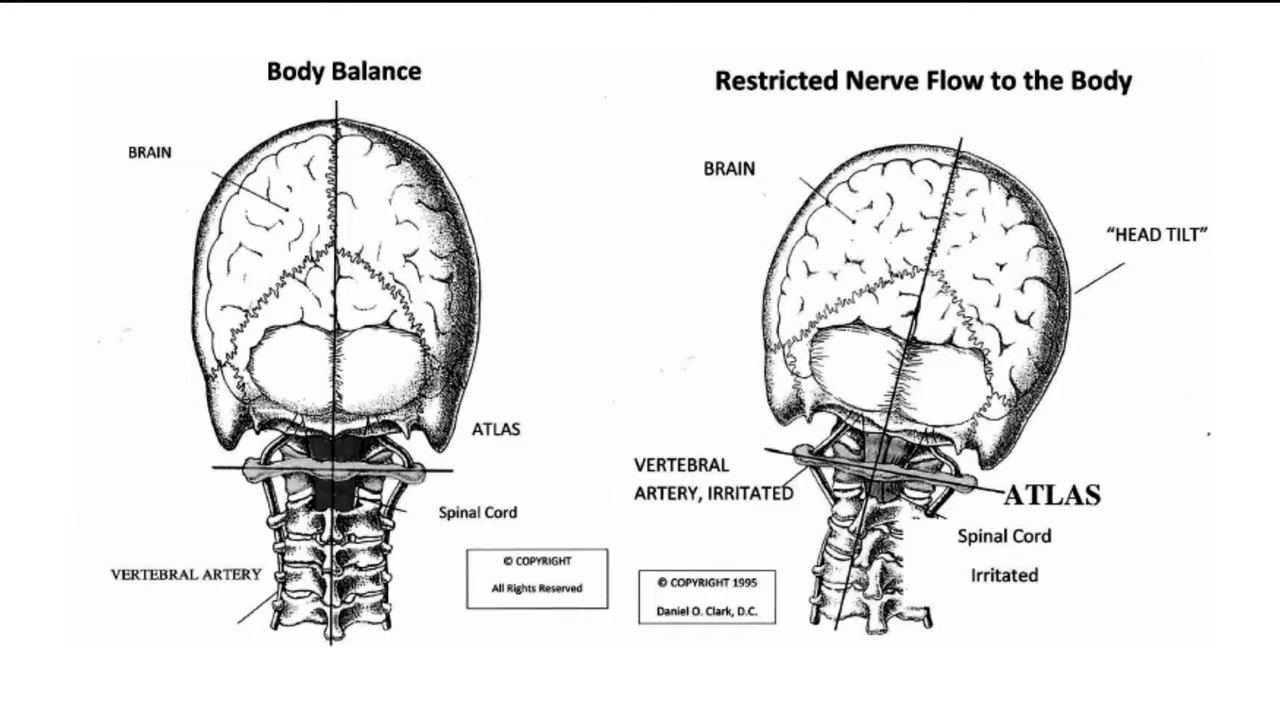 Body Balance
BRAIN
ATLAS
Spinal Cord
VERTEBRAL ARTERY
© COPYRIGHT
All Rights Reserved
Restricted Nerve Flow to the Body
BRAIN
“HEAD TILT”
VERTEBRAL
ARTERY, IRRITATED
ATLAS
Spinal Cord
Irritated
© COPYRIGHT 1995
Daniel O. Clark, D.C.